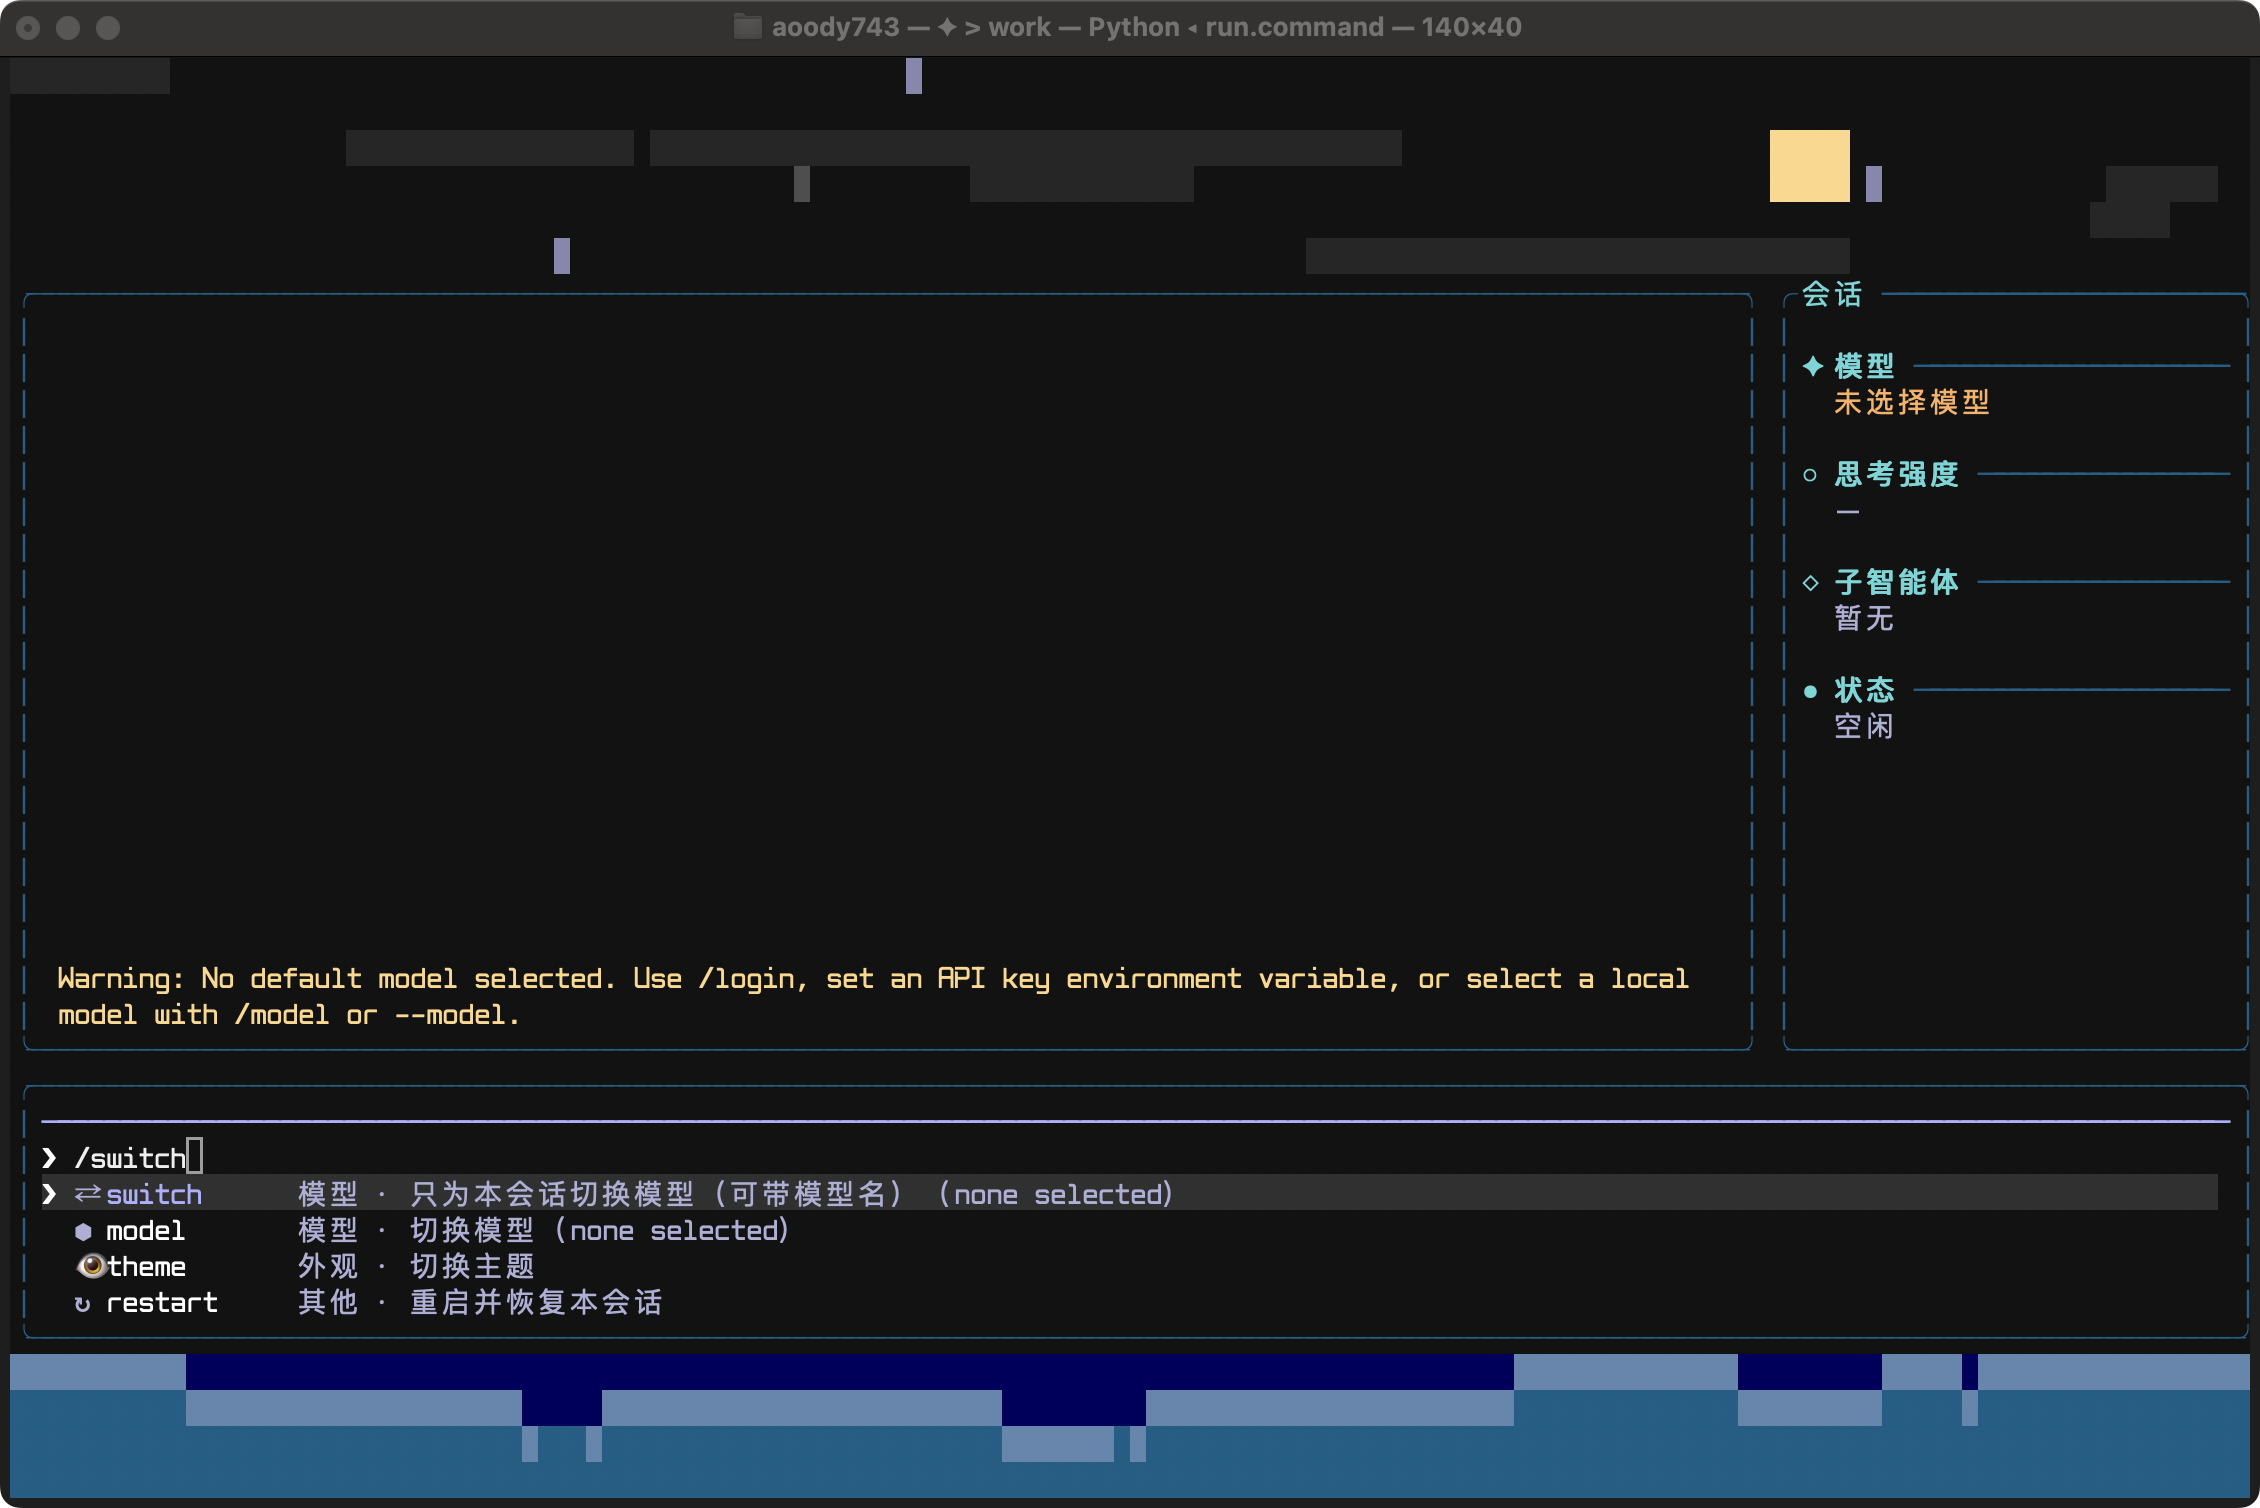 aoody743 — ✦ > work — Python ◂ run.command — 140×40
会话
✦ 模型
未选择模型
○ 思考强度
—
◇ 子智能体
暂无
● 状态
空闲
Warning: No default model selected. Use /login, set an API key environment variable, or select a local
model with /model or --model.
❯ /switch
❯ ⇄switch 模型 · 只为本会话切换模型（可带模型名） (none selected)
⬢ model 模型 · 切换模型 (none selected)
👁theme 外观 · 切换主题
↻ restart 其他 · 重启并恢复本会话